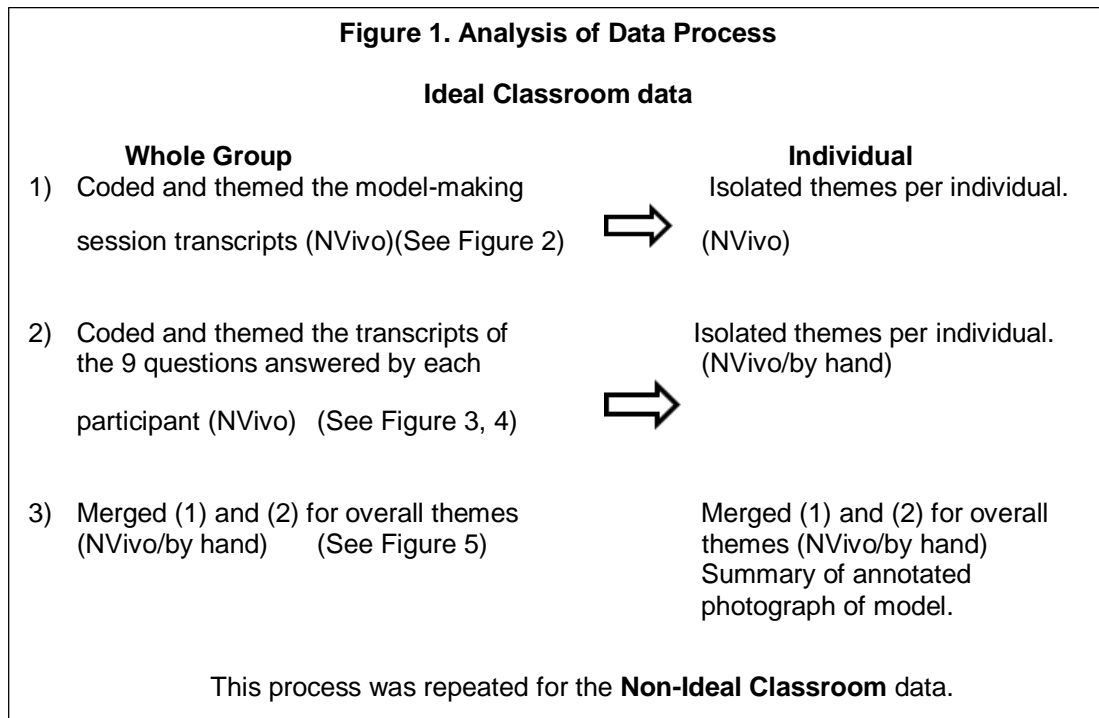 Figure 1. Analysis of Data Process
Ideal Classroom data
Whole Group Individual
1) Coded and themed the model-making Isolated themes per individual.
session transcripts (NVivo)(See Figure 2) (NVivo)
2) Coded and themed the transcripts of Isolated themes per individual.
the 9 questions answered by each (NVivo/by hand)
participant (NVivo) (See Figure 3, 4)
3) Merged (1) and (2) for overall themes Merged (1) and (2) for overall
(NVivo/by hand) (See Figure 5) themes (NVivo/by hand)
Summary of annotated
photograph of model.
This process was repeated for the Non-Ideal Classroom data.